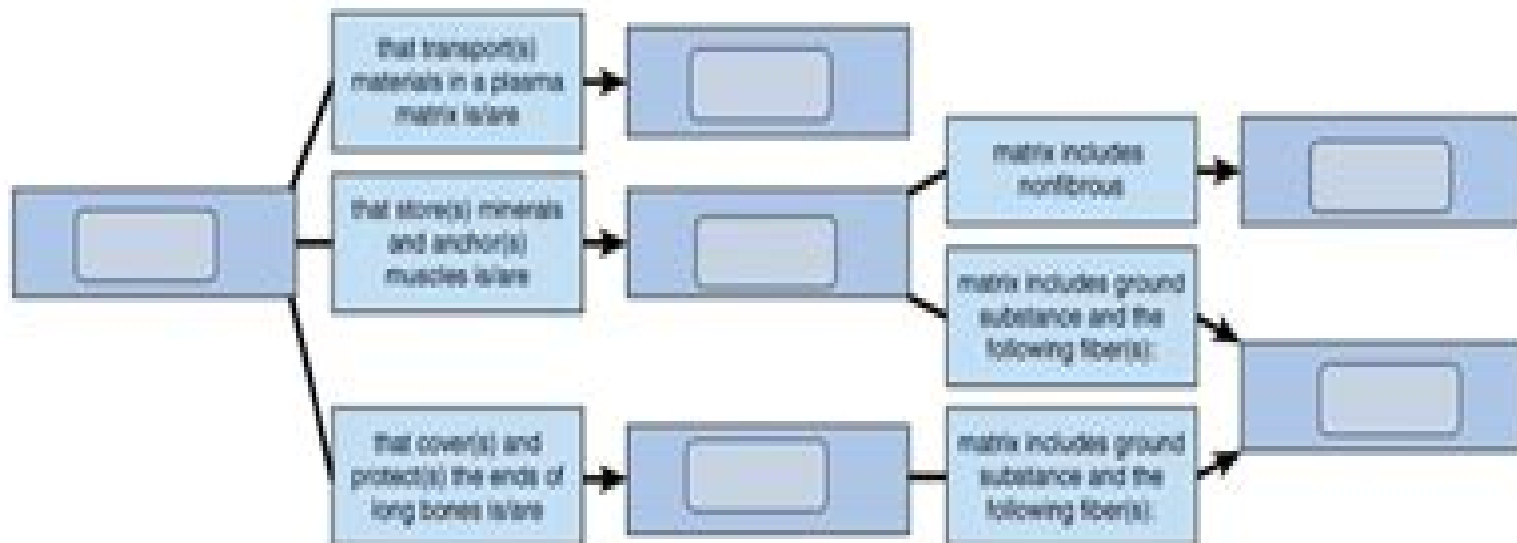 that transport(s)
materials in a plasma
matrix is/are
that store(s) minerals
and anchor(s)
muscles is/are
that cover(s) and
protect(s) the ends of
long bones is/are
matrix includes
nonfibrous
matrix includes ground
substance and the
following fiber(s):
matrix includes ground
substance and the
following fiber(s):